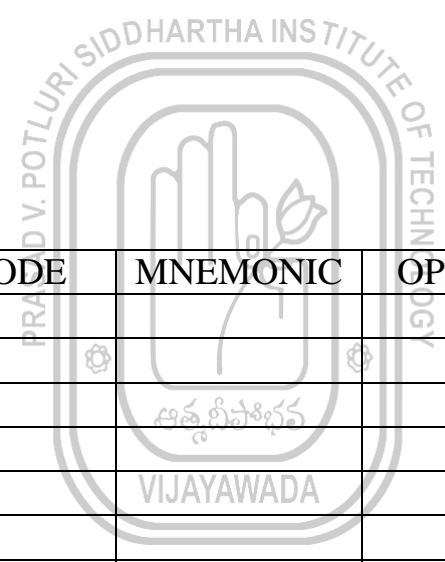 PRASAD V. POTLURI SIDDHARTHA INSTITUTE OF TECHNOLOGY
ODE MNEMONIC OP
ఆత్మదీపోభవ
VIJAYAWADA